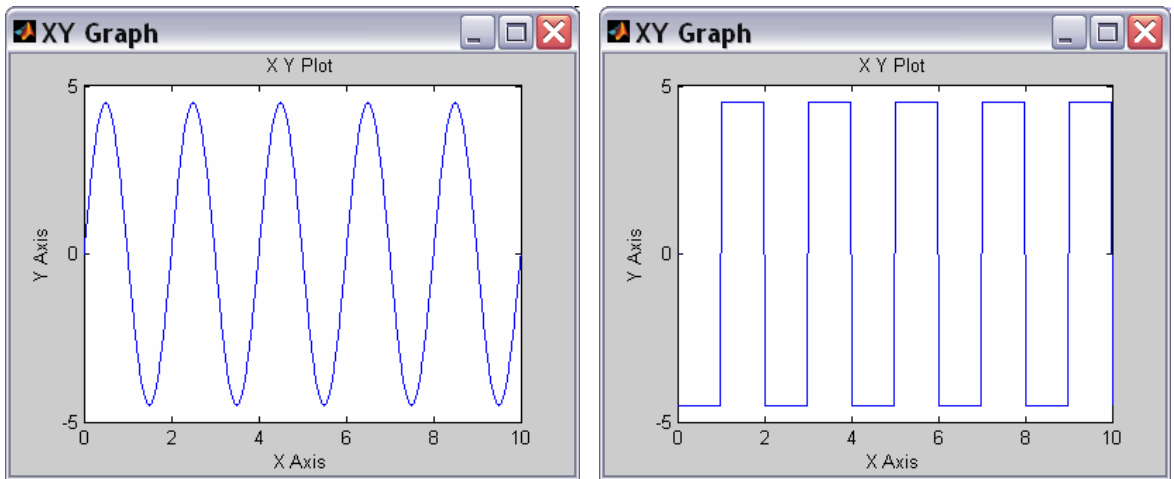 XY Graph
X Y Plot
5
0
-5
Y Axis
0 2 4 6 8 10
X Axis
XY Graph
X Y Plot
5
0
-5
Y Axis
0 2 4 6 8 10
X Axis